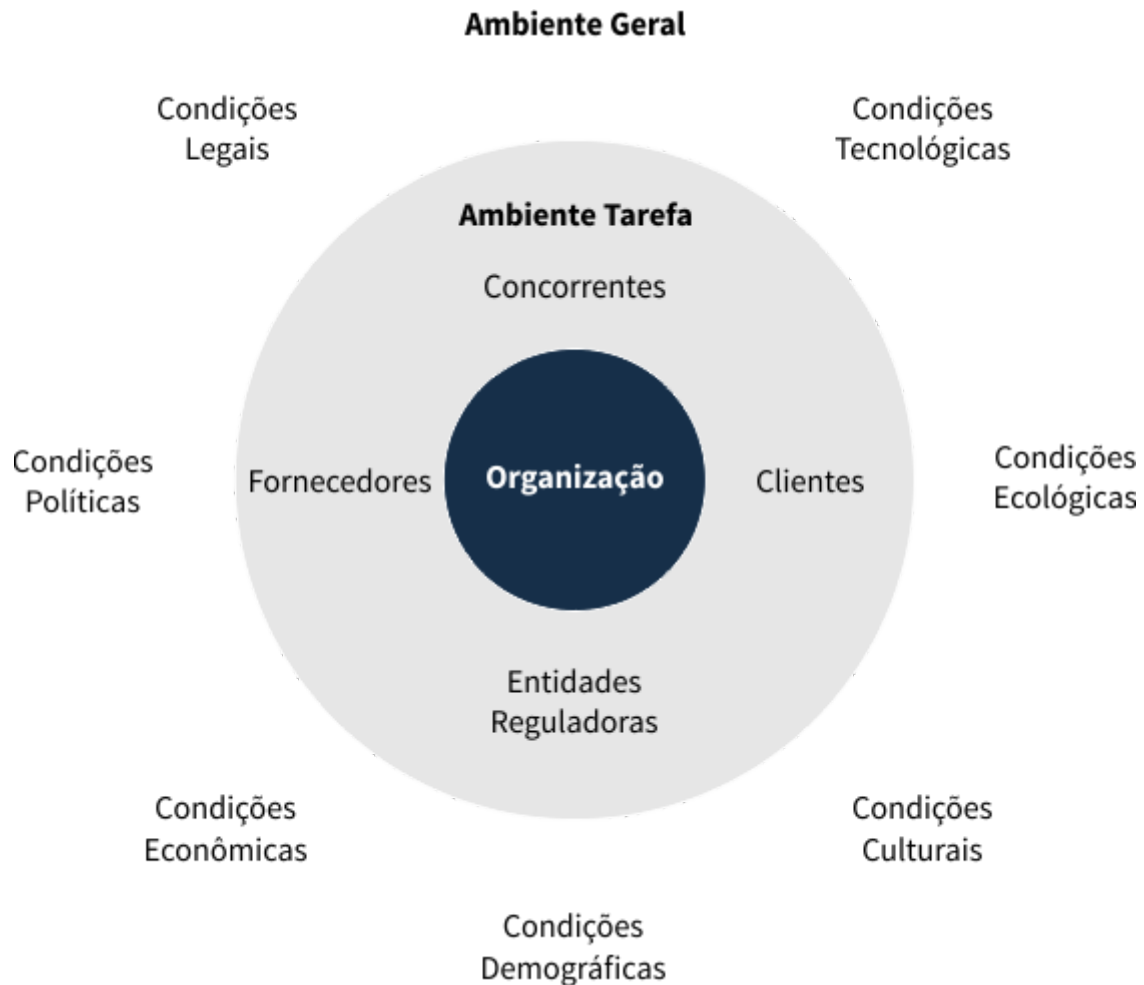 Ambiente Geral
Condições
Legais
Condições
Tecnológicas
Ambiente Tarefa
Concorrentes
Condições
Políticas
Fornecedores
Organização
Clientes
Condições
Ecológicas
Entidades
Reguladoras
Condições
Econômicas
Condições
Culturais
Condições
Demográficas